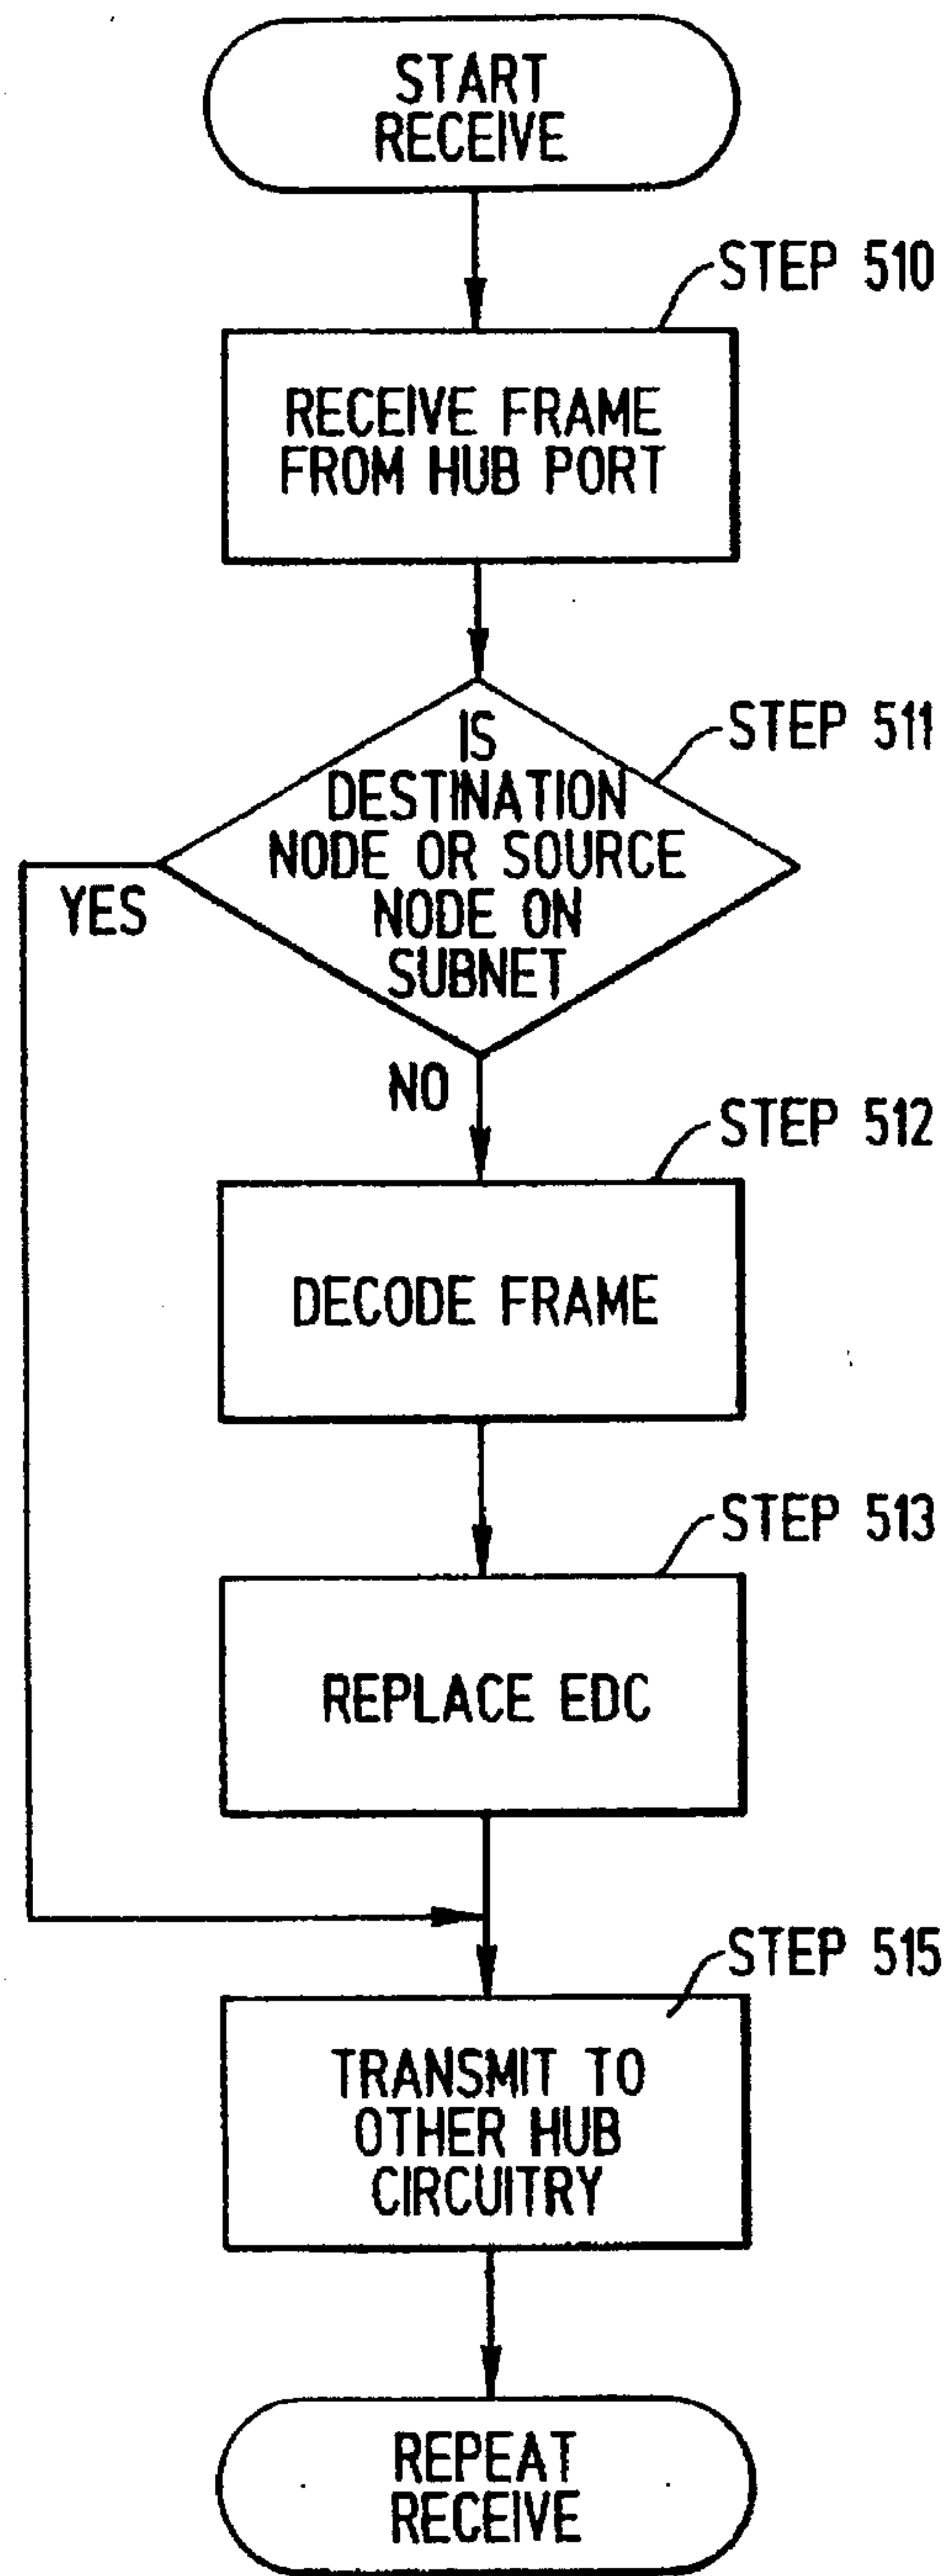 START
RECEIVE
STEP 510
RECEIVE FRAME
FROM HUB PORT
STEP 511
IS
DESTINATION
NODE OR SOURCE
NODE ON
SUBNET
YES
NO
STEP 512
DECODE FRAME
STEP 513
REPLACE EDC
STEP 515
TRANSMIT TO
OTHER HUB
CIRCUITRY
REPEAT
RECEIVE